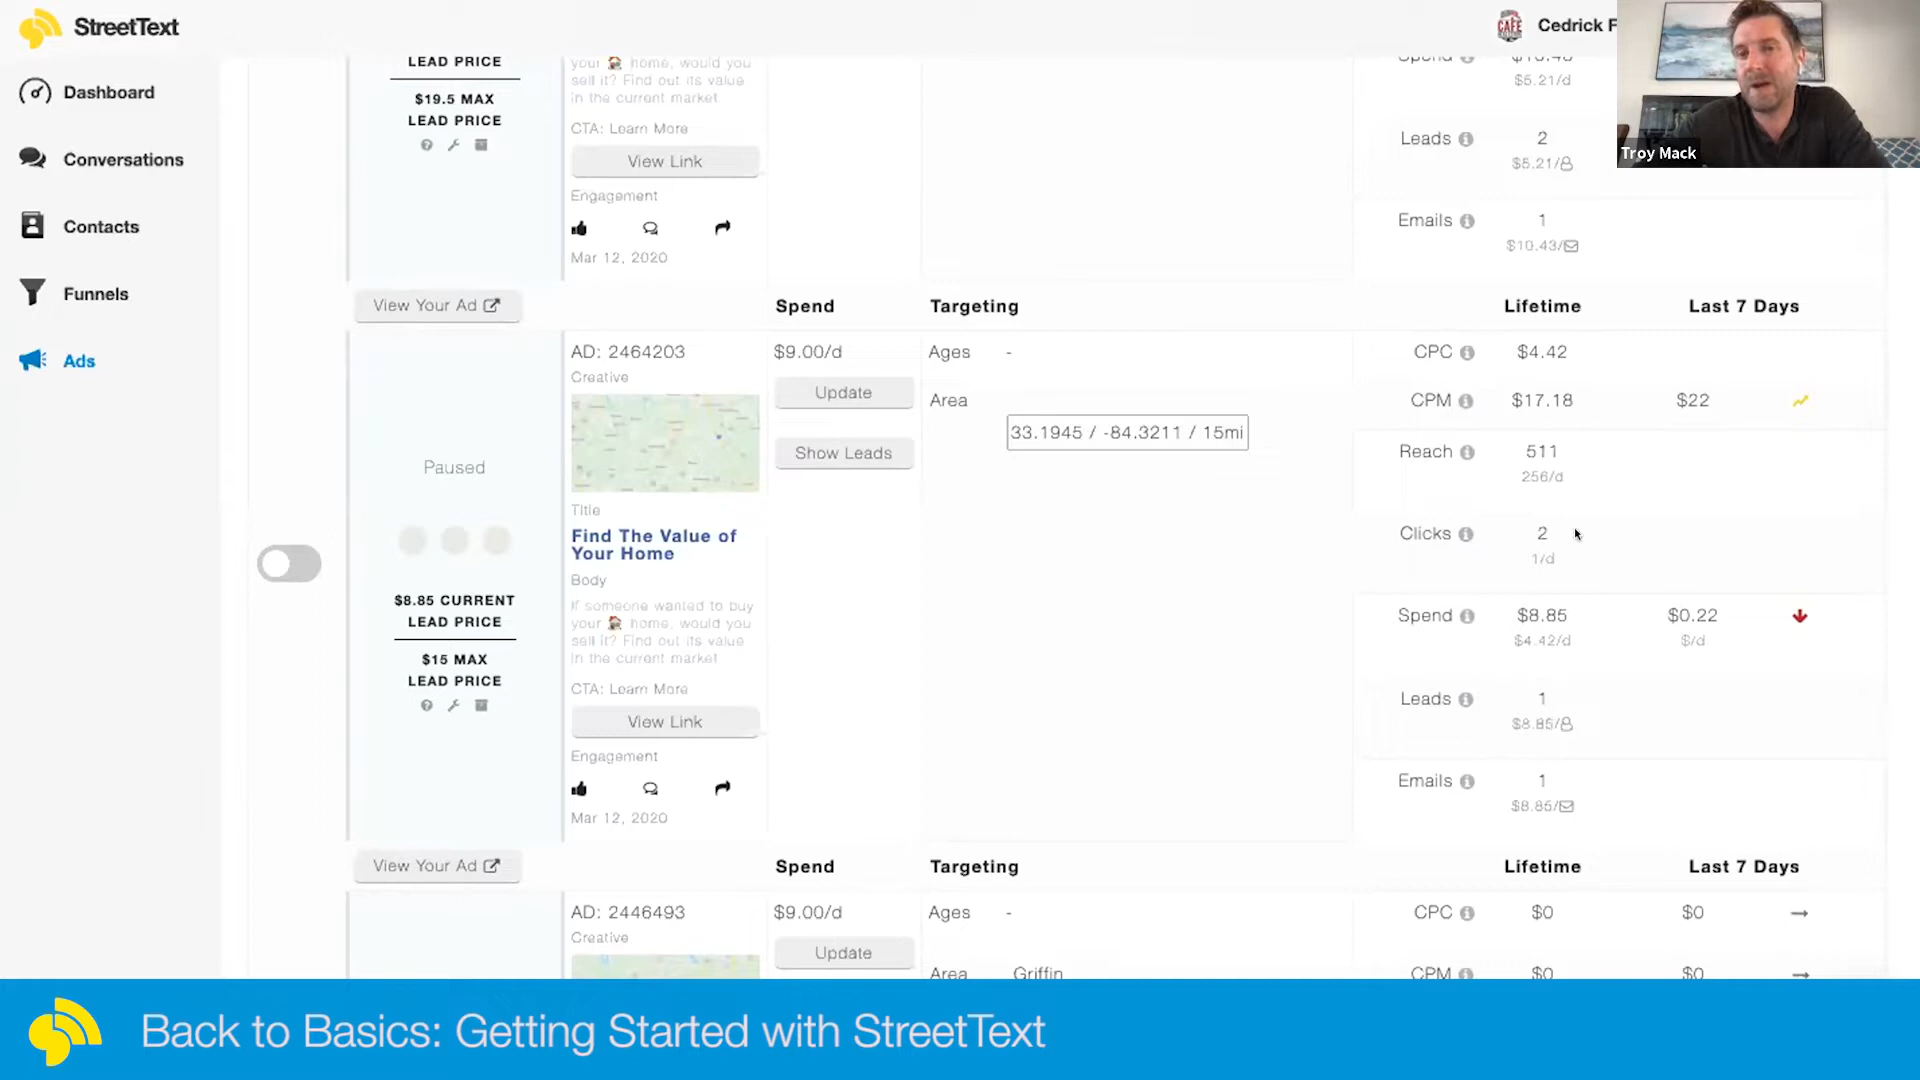 StreetText
Cedrick F
Troy Mack
Dashboard
Conversations
Contacts
Funnels
Ads
LEAD PRICE
$19.5 MAX
LEAD PRICE
your 🏠 home, would you
sell it? Find out its value
in the current market
CTA: Learn More
View Link
Engagement
Mar 12, 2020
Spend
$5.21/d
Leads 2
$5.21/
Emails 1
$10.43/
View Your Ad
Spend
Targeting
Lifetime
Last 7 Days
Paused
$8.85 CURRENT
LEAD PRICE
$15 MAX
LEAD PRICE
AD: 2464203
Creative
Title
Find The Value of
Your Home
Body
If someone wanted to buy
your 🏠 home, would you
sell it? Find out its value
in the current market
CTA: Learn More
View Link
Engagement
Mar 12, 2020
$9.00/d
Update
Show Leads
Ages -
Area
33.1945 / -84.3211 / 15mi
CPC $4.42
CPM $17.18 $22
Reach 511
256/d
Clicks 2
1/d
Spend $8.85 $0.22
$4.42/d $/d
Leads 1
$8.85/
Emails 1
$8.85/
View Your Ad
Spend
Targeting
Lifetime
Last 7 Days
AD: 2446493
Creative
$9.00/d
Update
Ages -
Area Griffin
CPC $0 $0
CPM $0 $0
Back to Basics: Getting Started with StreetText